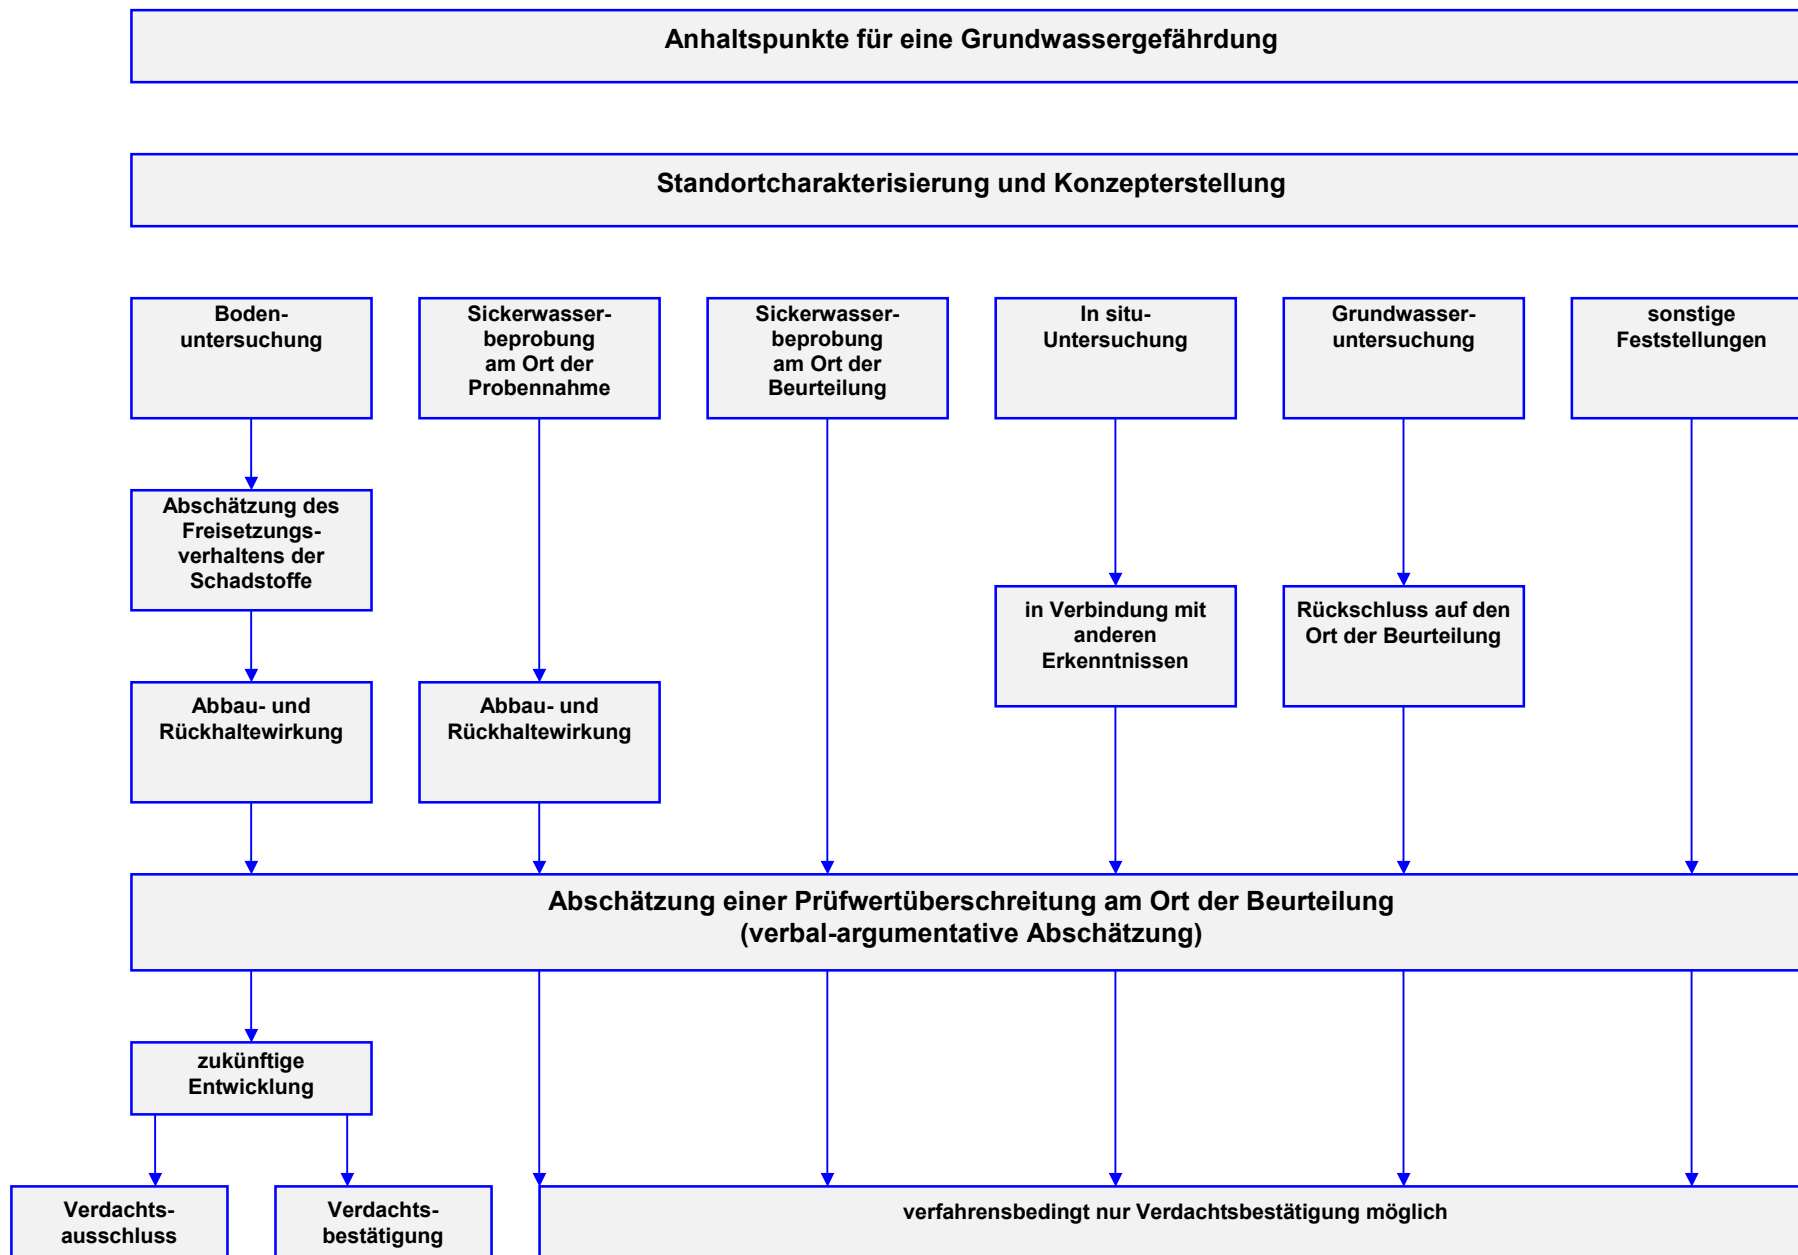 Anhaltspunkte für eine Grundwassergefährdung
Standortcharakterisierung und Konzepterstellung
Boden-
untersuchung
Sickerwasser-
beprobung
am Ort der
Probennahme
Sickerwasser-
beprobung
am Ort der
Beurteilung
In situ-
Untersuchung
Grundwasser-
untersuchung
sonstige
Feststellungen
Abschätzung des
Freisetzungs-
verhaltens der
Schadstoffe
in Verbindung mit
anderen
Erkenntnissen
Rückschluss auf den
Ort der Beurteilung
Abbau- und
Rückhaltewirkung
Abbau- und
Rückhaltewirkung
Abschätzung einer Prüfwertüberschreitung am Ort der Beurteilung
(verbal-argumentative Abschätzung)
zukünftige
Entwicklung
Verdachts-
ausschluss
Verdachts-
bestätigung
verfahrensbedingt nur Verdachtsbestätigung möglich